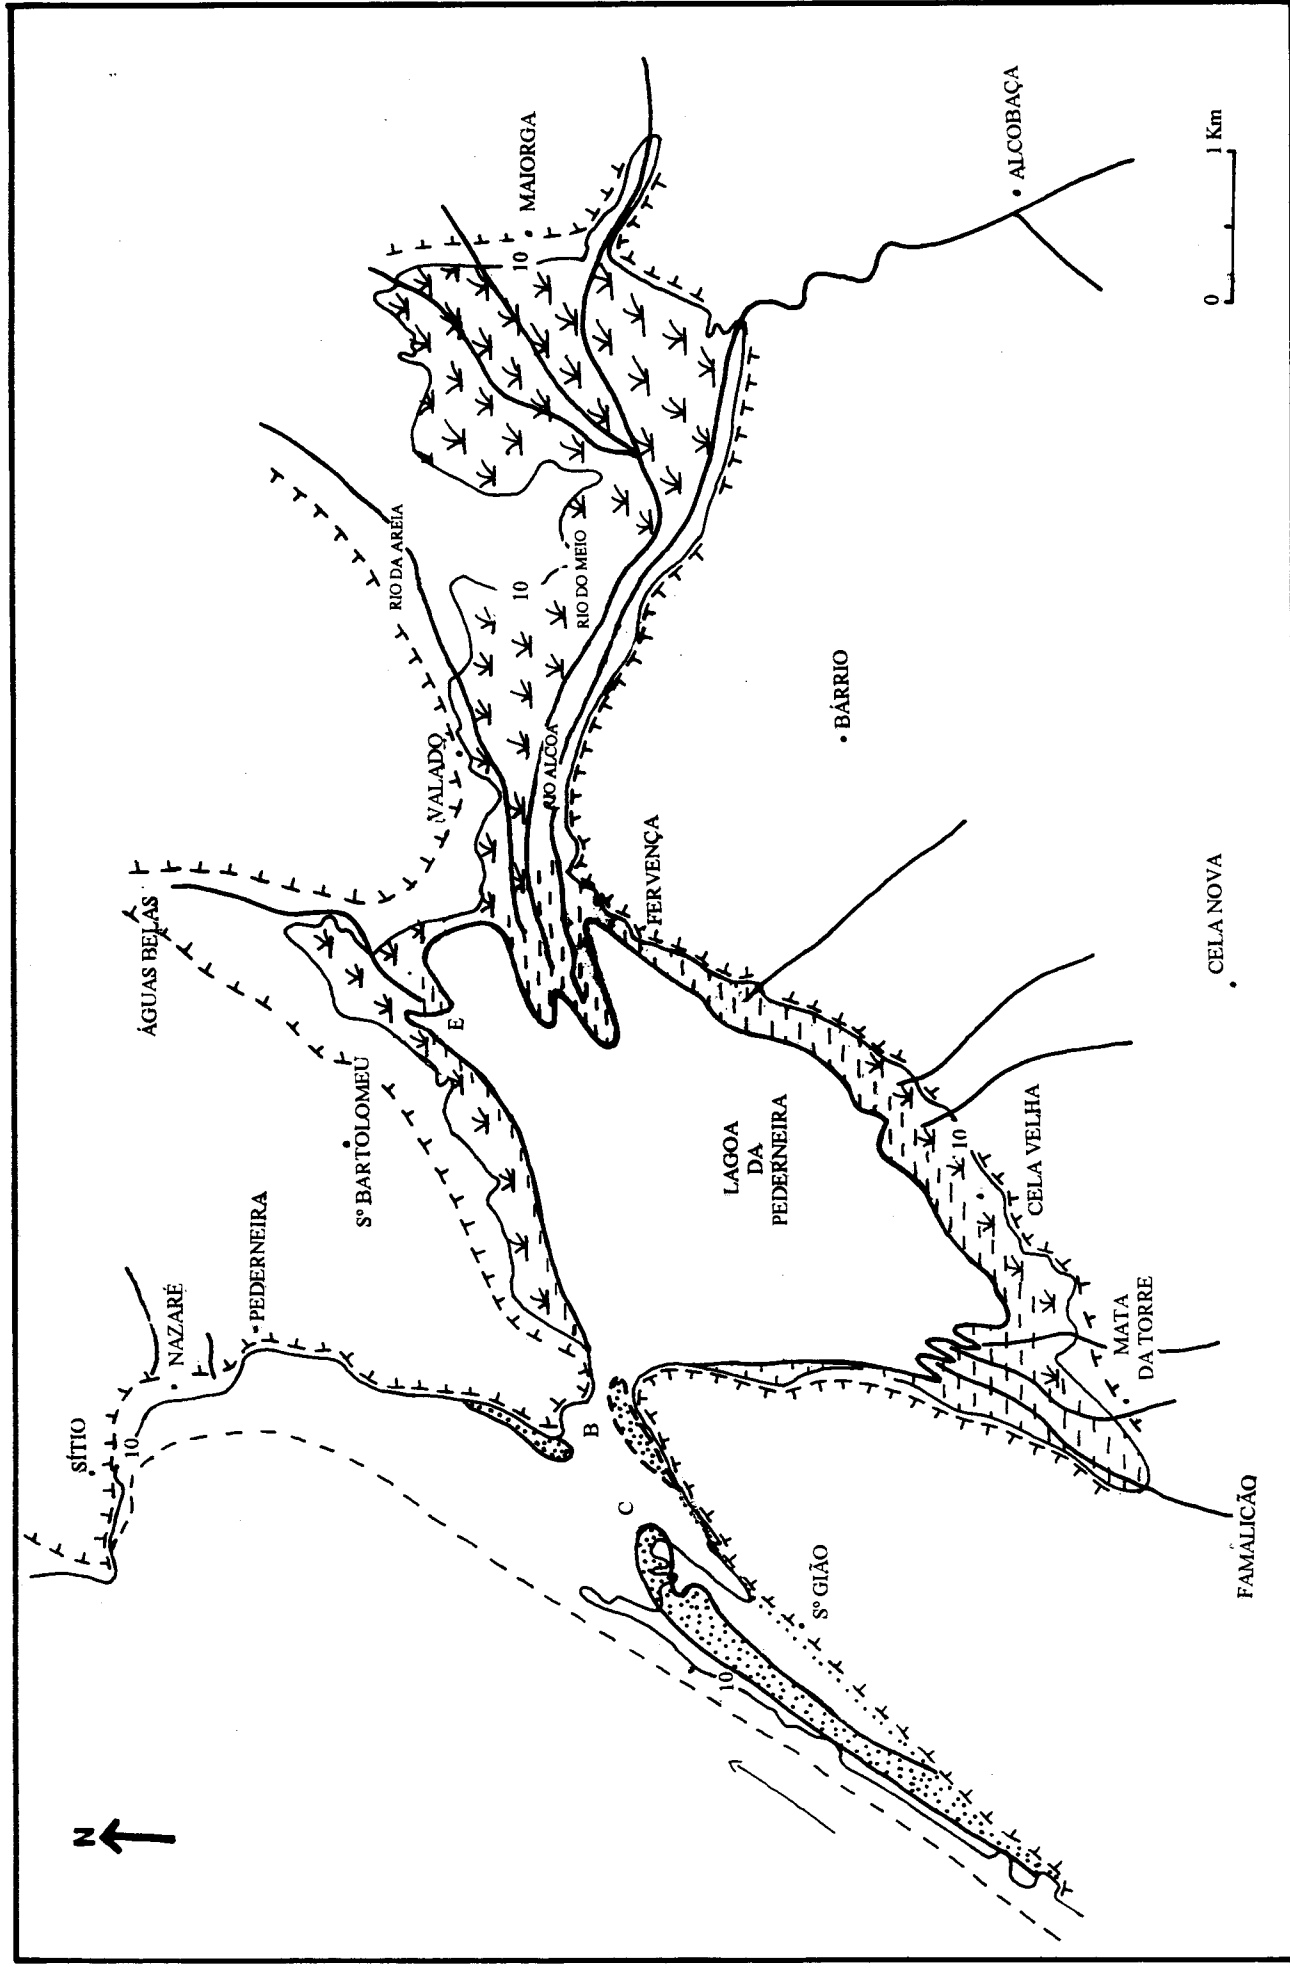 N
SÍTIO
10
NAZARÉ
PEDERNEIRA
Sº BARTOLOMEU
ÁGUAS BELAS
VALADO
RIO DA AREIA
MAIORGA
10
10
RIO DO MEIO
RIO ALCOA
E
B
C
10
Sº GIÃO
LAGOA
DA
PEDERNEIRA
FERVENÇA
BÁRRIO
ALCOBAÇA
10
CELA VELHA
CELA NOVA
MATA
DA TORRE
FAMALICÃO
0
1 Km